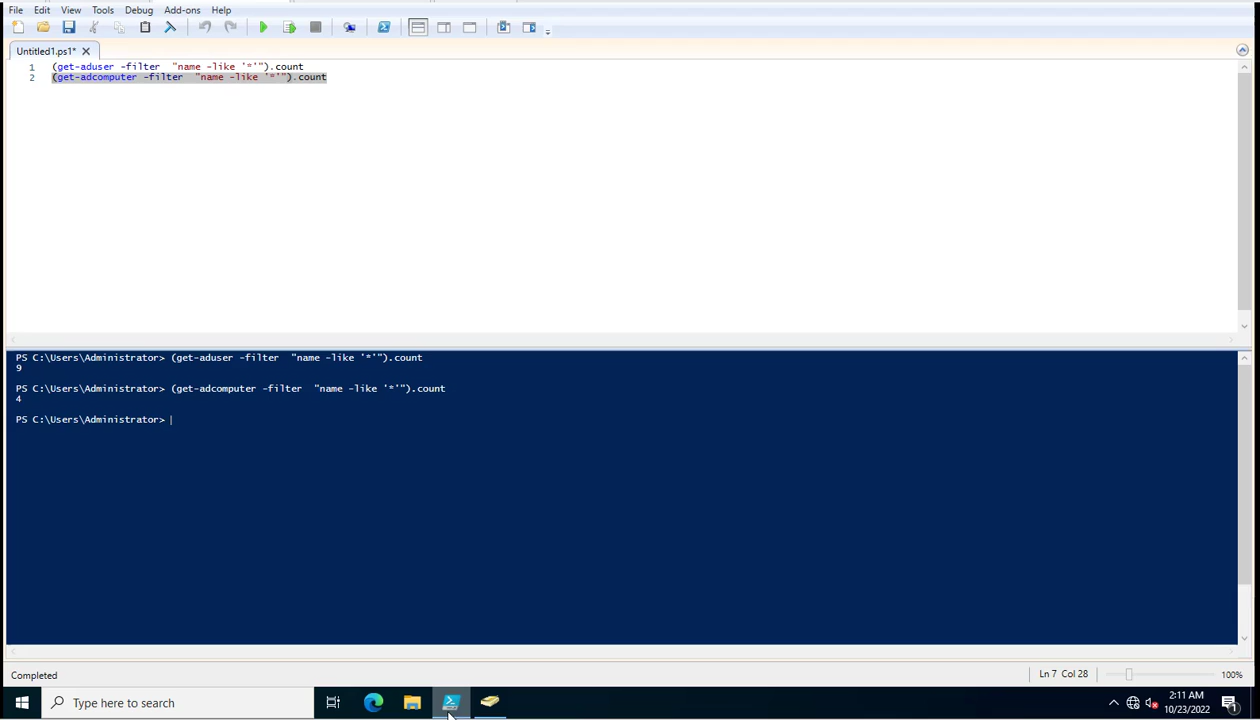 File Edit View Tools Debug Add-ons Help
Untitled1.ps1*
1 (get-aduser -filter  "name -like '*'").count
2 (get-adcomputer -filter  "name -like '*'").count
PS C:\Users\Administrator> (get-aduser -filter  "name -like '*'").count
9
PS C:\Users\Administrator> (get-adcomputer -filter  "name -like '*'").count
4
PS C:\Users\Administrator>
Completed
Ln 7 Col 28
100%
Type here to search
2:11 AM
10/23/2022
1